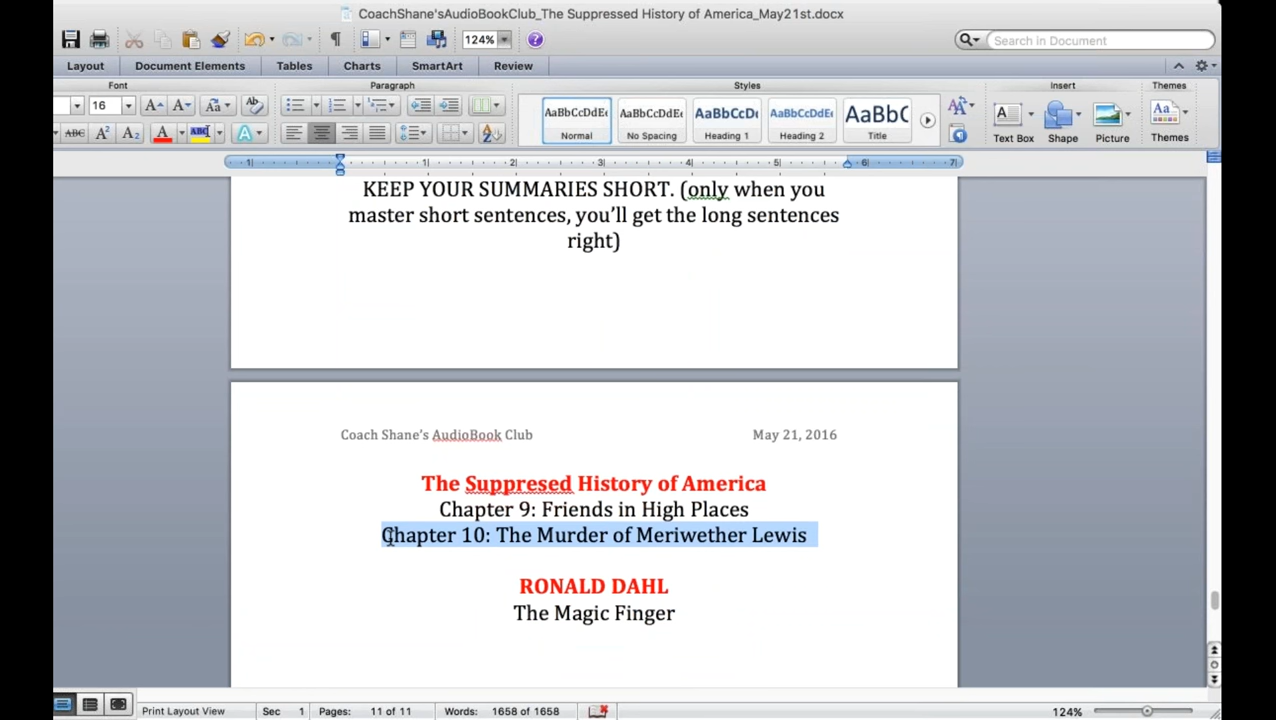 CoachShane'sAudioBookClub_The Suppressed History of America_May21st.docx
124%
Search in Document
Layout Document Elements Tables Charts SmartArt Review
Font Paragraph Styles Insert Themes
16
AaBbCcDdEe AaBbCcDdEe AaBbCcDc AaBbCcDdEe AaBbC
Normal No Spacing Heading 1 Heading 2 Title Text Box Shape Picture Themes
KEEP YOUR SUMMARIES SHORT. (only when you
master short sentences, you'll get the long sentences
right)
Coach Shane's AudioBook Club May 21, 2016
The Suppresed History of America
Chapter 9: Friends in High Places
Chapter 10: The Murder of Meriwether Lewis
RONALD DAHL
The Magic Finger
Print Layout View Sec 1 Pages: 11 of 11 Words: 1658 of 1658 124%